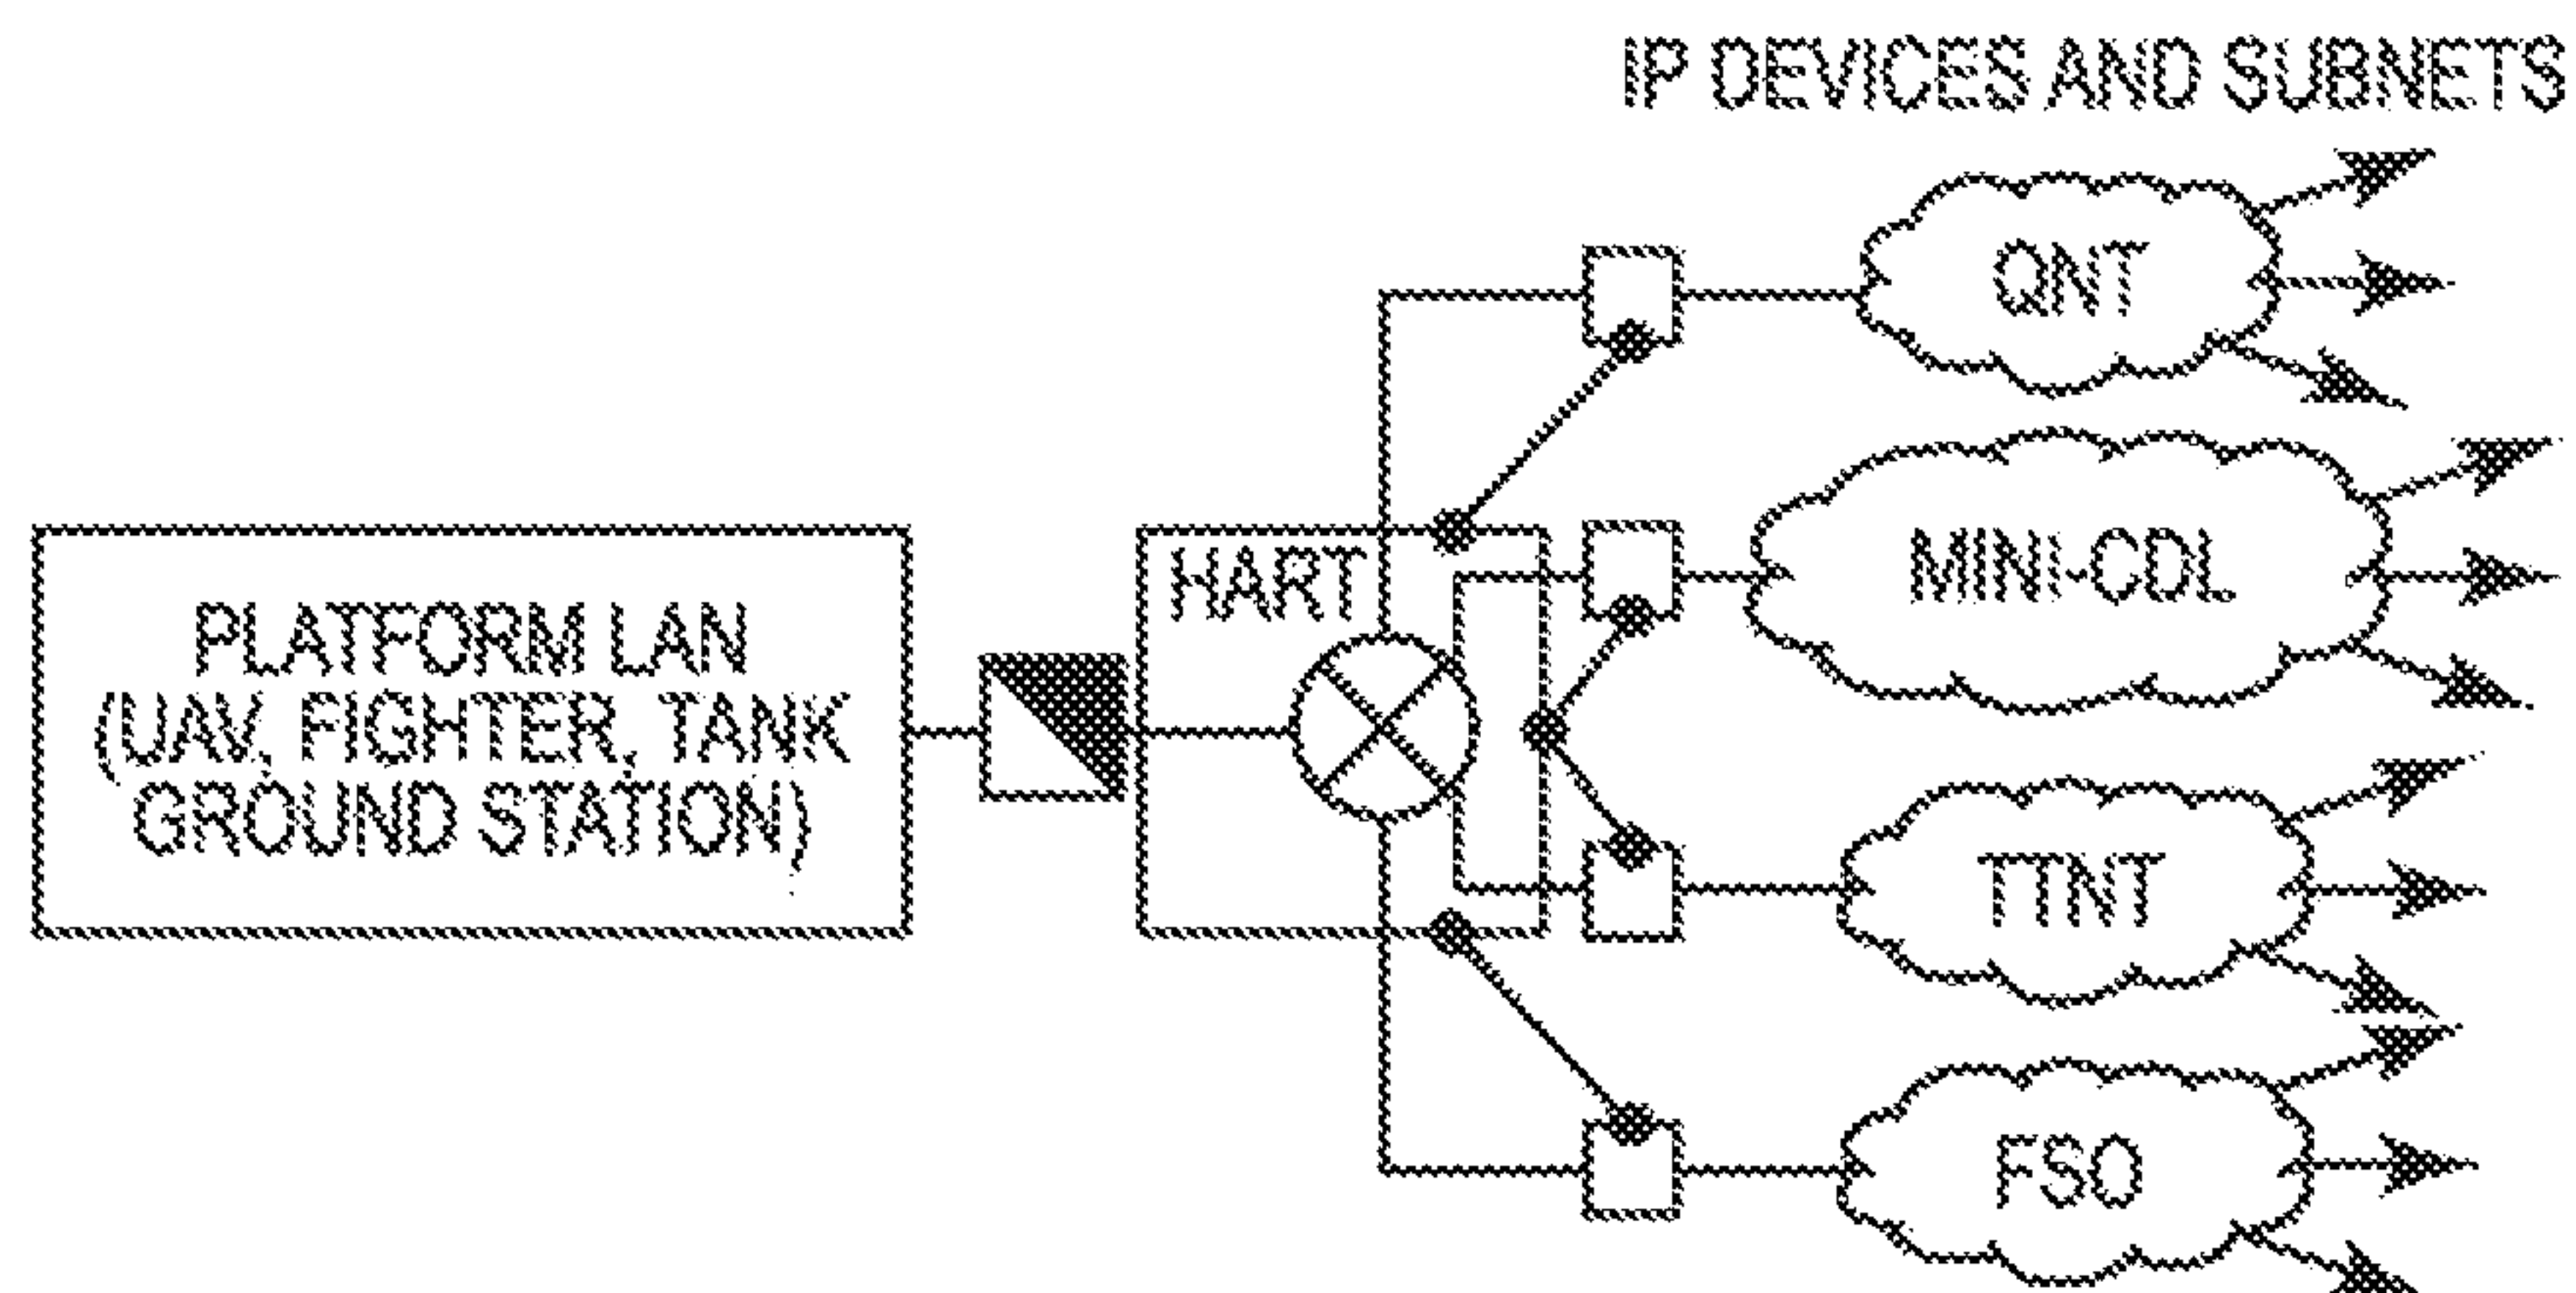 IP DEVICES AND SUBNETS
QNT
HART
MINI-CDL
PLATFORM LAN
(UAV, FIGHTER, TANK
GROUND STATION)
TTNT
FSO